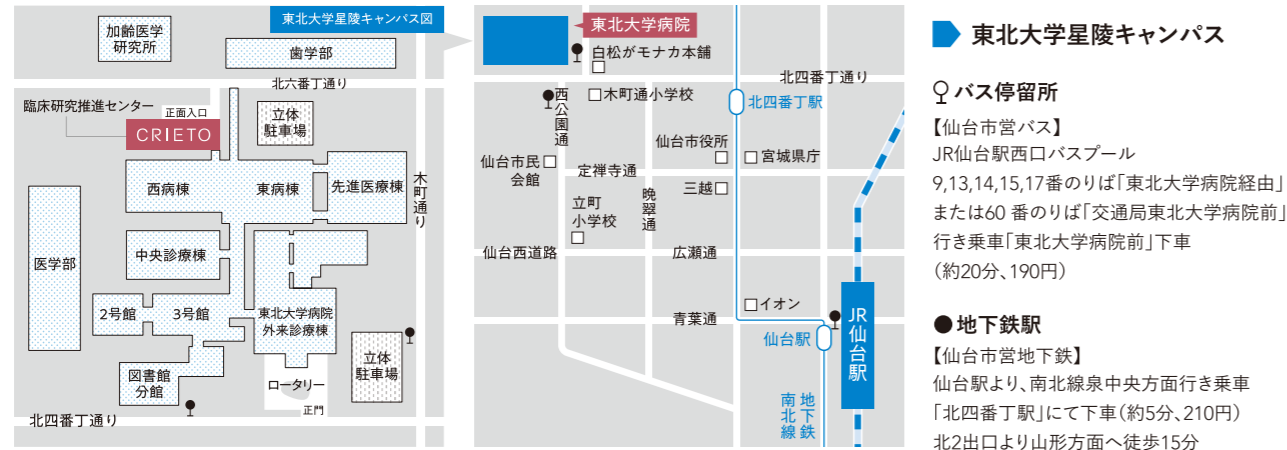 加齢医学
研究所
東北大学星陵キャンパス図
歯学部
北六番丁通り
臨床研究推進センター
正面入口
CRIETO
立体
駐車場
西病棟
東病棟
先進医療棟
木町通り
医学部
中央診療棟
2号館
3号館
東北大学病院
外来診療棟
図書館
分館
立体
駐車場
ロータリー
正門
北四番丁通り
東北大学病院
白松がモナカ本舗
北四番丁通り
西公園通
木町通小学校
北四番丁駅
仙台市役所
宮城県庁
仙台市民
会館
定禅寺通
三越
立町
小学校
晩翠通
仙台西道路
広瀬通
イオン
青葉通
仙台駅
JR仙台駅
地下鉄
南北線
東北大学星陵キャンパス
バス停留所
【仙台市営バス】
JR仙台駅西口バスプール
9,13,14,15,17番のりば「東北大学病院経由」
または60 番のりば「交通局東北大学病院前」
行き乗車「東北大学病院前」下車
(約20分、190円)
●地下鉄駅
【仙台市営地下鉄】
仙台駅より、南北線泉中央方面行き乗車
「北四番丁駅」にて下車(約5分、210円)
北2出口より山形方面へ徒歩15分